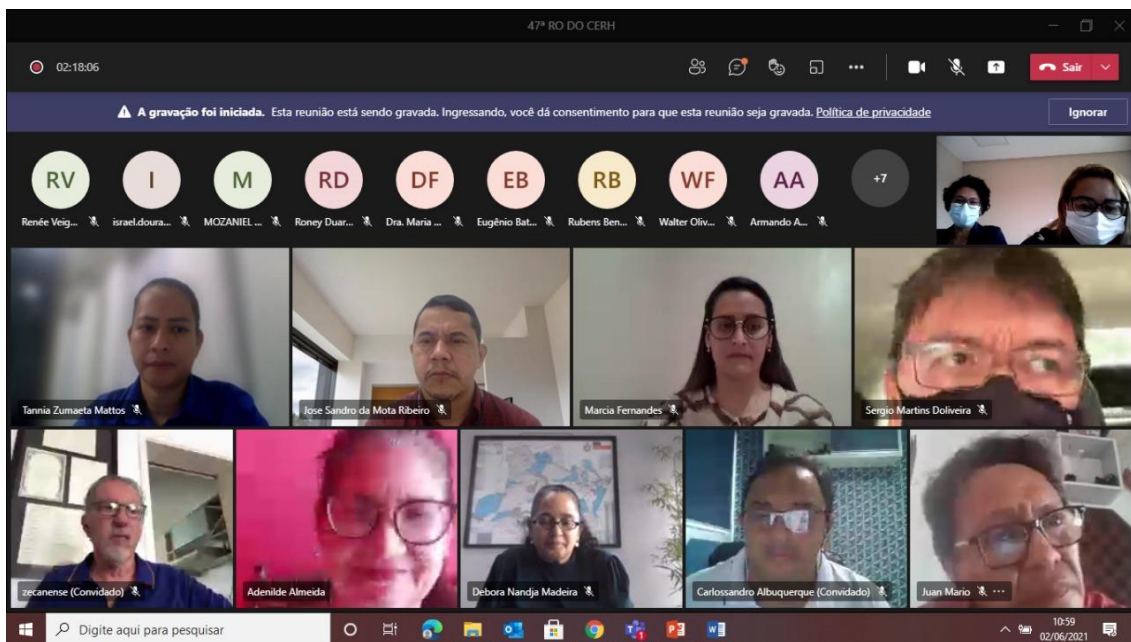 47ª RO DO CERH
02:18:06
Sair
A gravação foi iniciada. Esta reunião está sendo gravada. Ingressando, você dá consentimento para que esta reunião seja gravada. Política de privacidade
Ignorar
RV I M RD DF EB RB WF AA +7
Renée Veig... israel.doura... MOZANIEL ... Roney Duar... Dra. Maria ... Eugênio Bat... Rubens Ben... Walter Oliv... Armando A...
Tannia Zumaeta Mattos
Jose Sandro da Mota Ribeiro
Marcia Fernandes
Sergio Martins Doliveira
zecanense (Convidado)
Adenilde Almeida
Debora Nandja Madeira
Carlossandro Albuquerque (Convidado)
Juan Mario ...
Digite aqui para pesquisar
10:59
02/06/2021